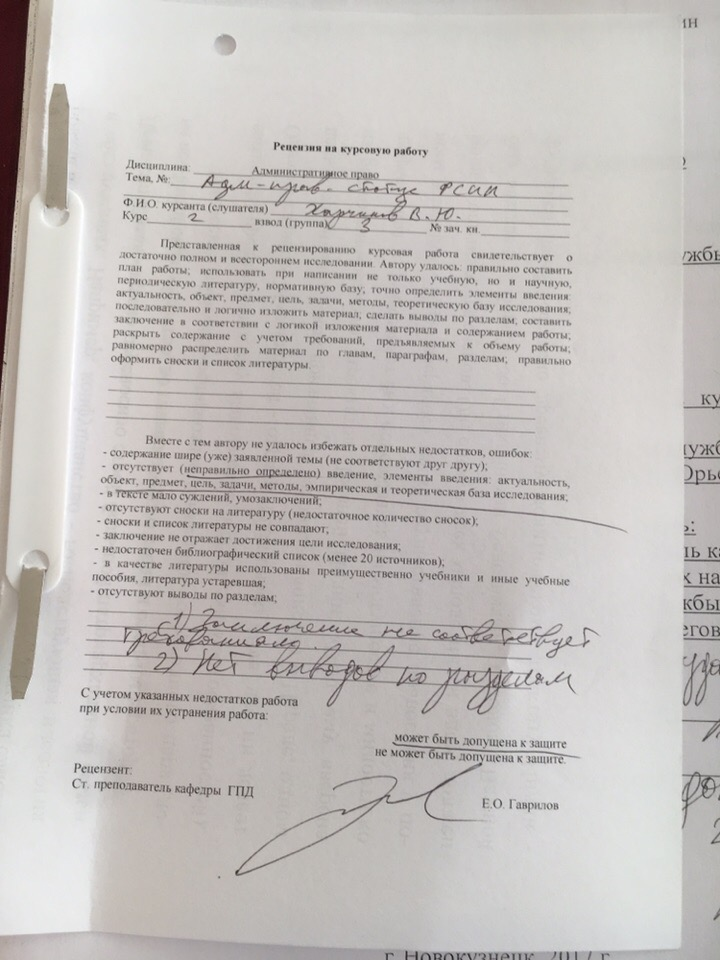 Рецензия на курсовую работу
Дисциплина: Административное право
Тема, №: Адм-прав. статус ФСИН
Ф.И.О. курсанта (слушателя) В.Ю.
Курс 2 взвод (группа) 3 № зач. кн.
Представленная к рецензированию курсовая работа свидетельствует о
достаточно полном и всестороннем исследовании. Автору удалось: правильно составить
план работы; использовать при написании не только учебную, но и научную,
периодическую литературу, нормативную базу; точно определить элементы введения:
актуальность, объект, предмет, цель, задачи, методы, теоретическую базу исследования;
последовательно и логично изложить материал; сделать выводы по разделам; составить
заключение в соответствии с логикой изложения материала и содержанием работы;
раскрыть содержание с учетом требований, предъявляемых к объему работы;
равномерно распределить материал по главам, параграфам, разделам; правильно
оформить сноски и список литературы.
Вместе с тем автору не удалось избежать отдельных недостатков, ошибок:
- содержание шире (уже) заявленной темы (не соответствуют друг другу);
- отсутствует (неправильно определено) введение, элементы введения: актуальность,
объект, предмет, цель, задачи, методы, эмпирическая и теоретическая база исследования;
- в тексте мало суждений, умозаключений;
- отсутствуют сноски на литературу (недостаточное количество сносок);
- сноски и список литературы не совпадают;
- заключение не отражает достижения цели исследования;
- недостаточен библиографический список (менее 20 источников);
- в качестве литературы использованы преимущественно учебники и иные учебные
пособия, литература устаревшая;
- отсутствуют выводы по разделам;
1) Заключение не соответствует
требованиям.
2) Нет выводов по разделам
С учетом указанных недостатков работа
при условии их устранения работа:
может быть допущена к защите
не может быть допущена к защите.
Рецензент:
Ст. преподаватель кафедры ГПД
Е.О. Гаврилов
г. Новокузнецк, 2017 г.